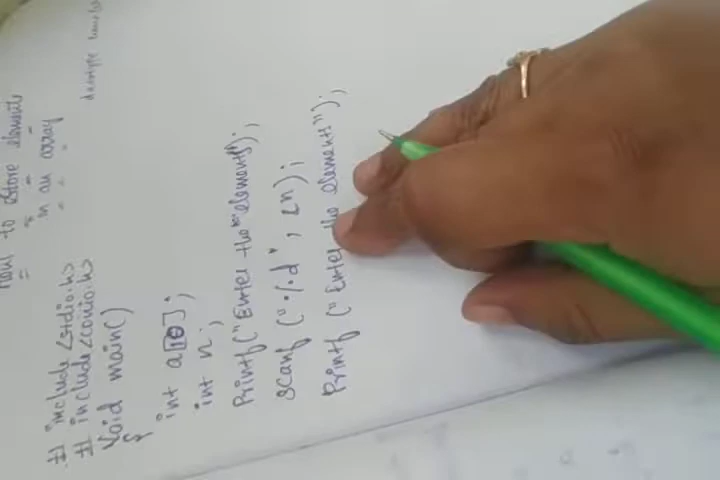 How to store elements
in an array
# include <stdio.h>
# include <conio.h>
Void main()
{
int a[10];
int n;
Printf("Enter the no elements");
Scanf ("%d", &n);
Printf ("Enter the elements");